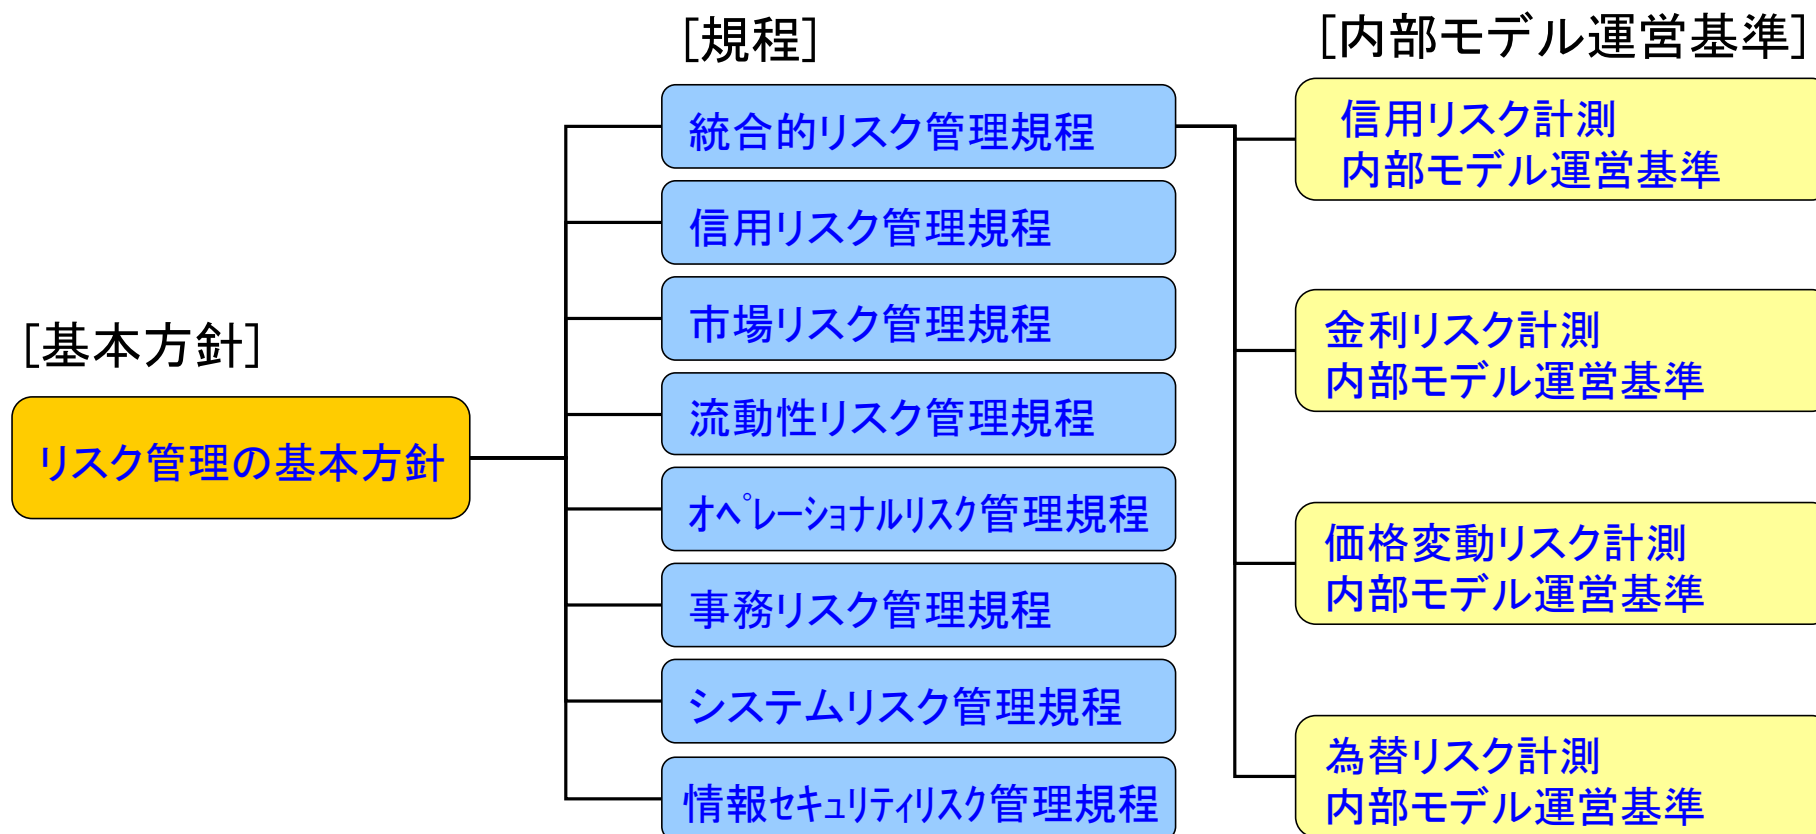 [基本方針]
リスク管理の基本方針
[規程]
統合的リスク管理規程
信用リスク管理規程
市場リスク管理規程
流動性リスク管理規程
オペレーショナルリスク管理規程
事務リスク管理規程
システムリスク管理規程
情報セキュリティリスク管理規程
[内部モデル運営基準]
信用リスク計測
内部モデル運営基準
金利リスク計測
内部モデル運営基準
価格変動リスク計測
内部モデル運営基準
為替リスク計測
内部モデル運営基準